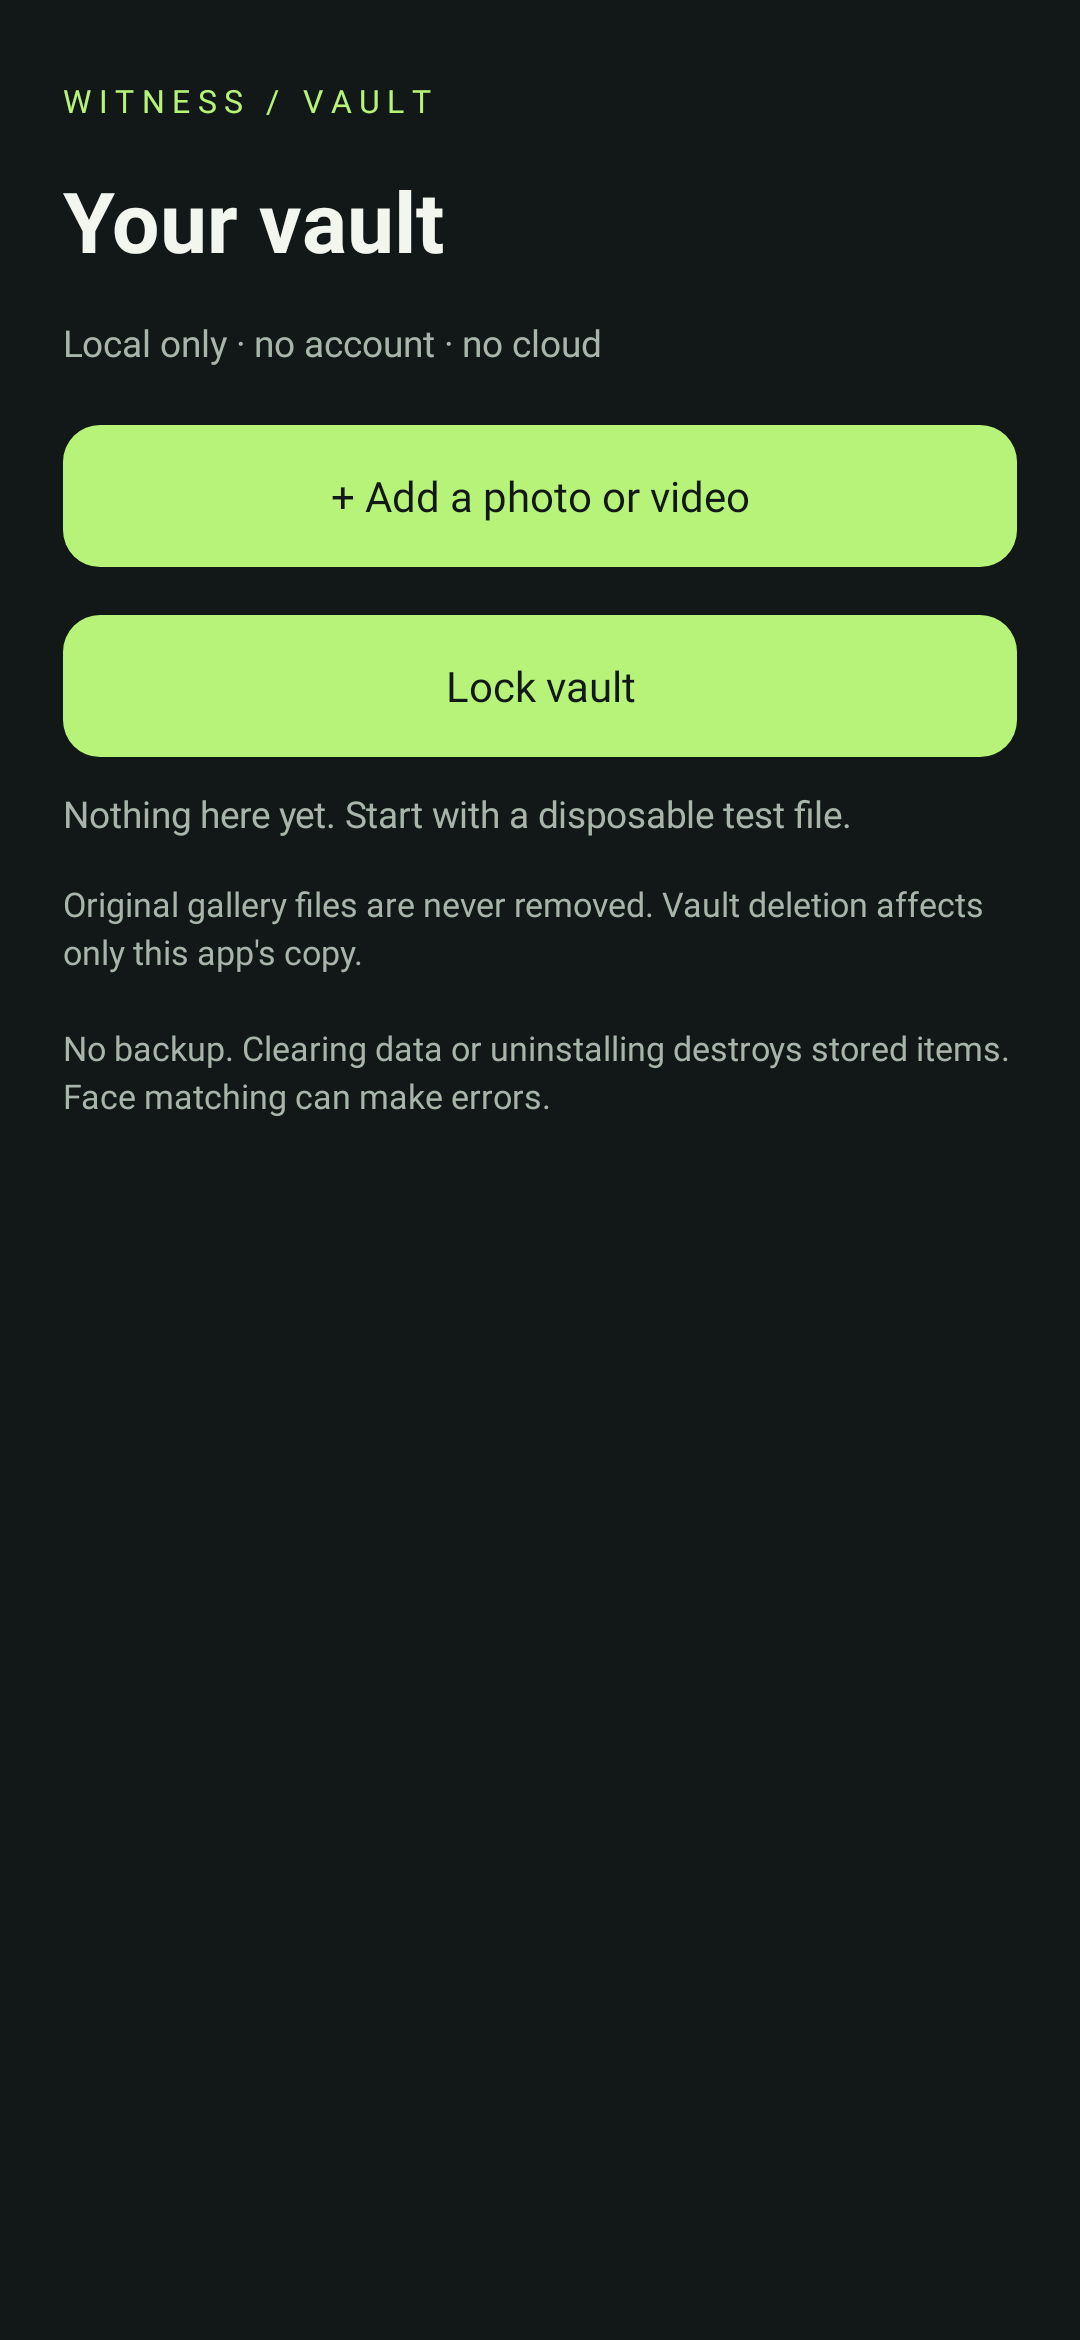 WITNESS / VAULT
Your vault
Local only · no account · no cloud
+ Add a photo or video
Lock vault
Nothing here yet. Start with a disposable test file.
Original gallery files are never removed. Vault deletion affects
only this app's copy.
No backup. Clearing data or uninstalling destroys stored items.
Face matching can make errors.